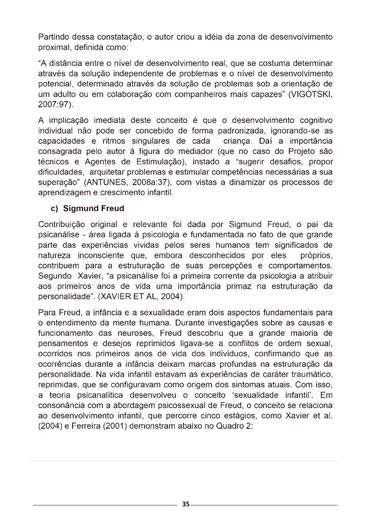 Partindo dessa constatação, o autor criou a idéia da zona de desenvolvimento
proximal, definida como:
“A distância entre o nível de desenvolvimento real, que se costuma determinar
através da solução independente de problemas e o nível de desenvolvimento
potencial, determinado através da solução de problemas sob a orientação de
um adulto ou em colaboração com companheiros mais capazes” (VIGOTSKI,
2007:97).
A implicação imediata deste conceito é que o desenvolvimento cognitivo
individual não pode ser concebido de forma padronizada, ignorando-se as
capacidades e ritmos singulares de cada criança. Daí a importância
consagrada pelo autor à figura do mediador (que no caso do Projeto são
técnicos e Agentes de Estimulação), instado a “sugerir desafios, propor
dificuldades, arquitetar problemas e estimular competências necessárias a sua
superação” (ANTUNES, 2008a:37), com vistas a dinamizar os processos de
aprendizagem e crescimento infantil.
c) Sigmund Freud
Contribuição original e relevante foi dada por Sigmund Freud, o pai da
psicanálise - área ligada à psicologia e fundamentada no fato de que grande
parte das experiências vividas pelos seres humanos tem significados de
natureza inconsciente que, embora desconhecidos por eles próprios,
contribuem para a estruturação de suas percepções e comportamentos.
Segundo Xavier, “a psicanálise foi a primeira corrente da psicologia a atribuir
aos primeiros anos de vida uma importância primaz na estruturação da
personalidade”. (XAVIER ET AL, 2004).
Para Freud, a infância e a sexualidade eram dois aspectos fundamentais para
o entendimento da mente humana. Durante investigações sobre as causas e
funcionamento das neuroses, Freud descobriu que a grande maioria de
pensamentos e desejos reprimidos ligava-se a conflitos de ordem sexual,
ocorridos nos primeiros anos de vida dos indivíduos, confirmando que as
ocorrências durante a infância deixam marcas profundas na estruturação da
personalidade. Na vida infantil estavam as experiências de caráter traumático,
reprimidas, que se configuravam como origem dos sintomas atuais. Com isso,
a teoria psicanalítica desenvolveu o conceito ‘sexualidade infantil’. Em
consonância com a abordagem psicossexual de Freud, o conceito se relaciona
ao desenvolvimento infantil, que percorre cinco estágios, como Xavier et al.
(2004) e Ferreira (2001) demonstram abaixo no Quadro 2:
35